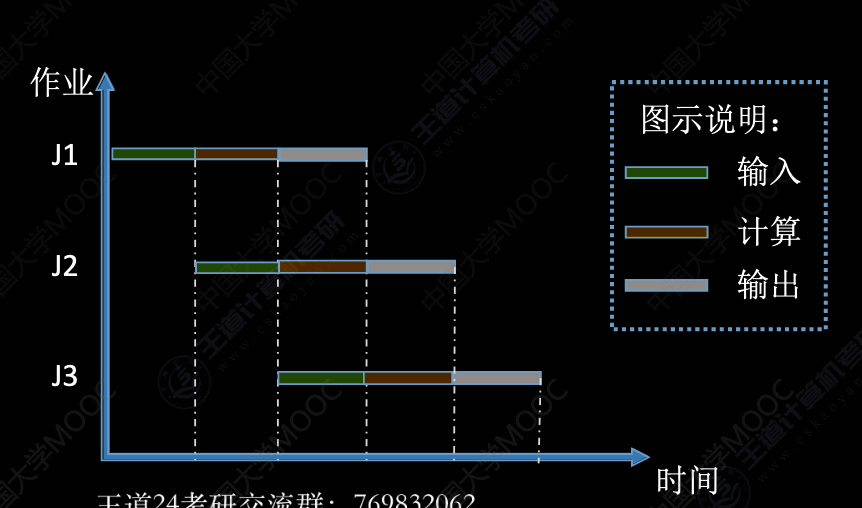 作业
图示说明：
J1
输入
计算
J2
输出
J3
时间
王道24考研交流群：769832062
中国大学MOOC
王道计算机考研
www.cskaoyan.com